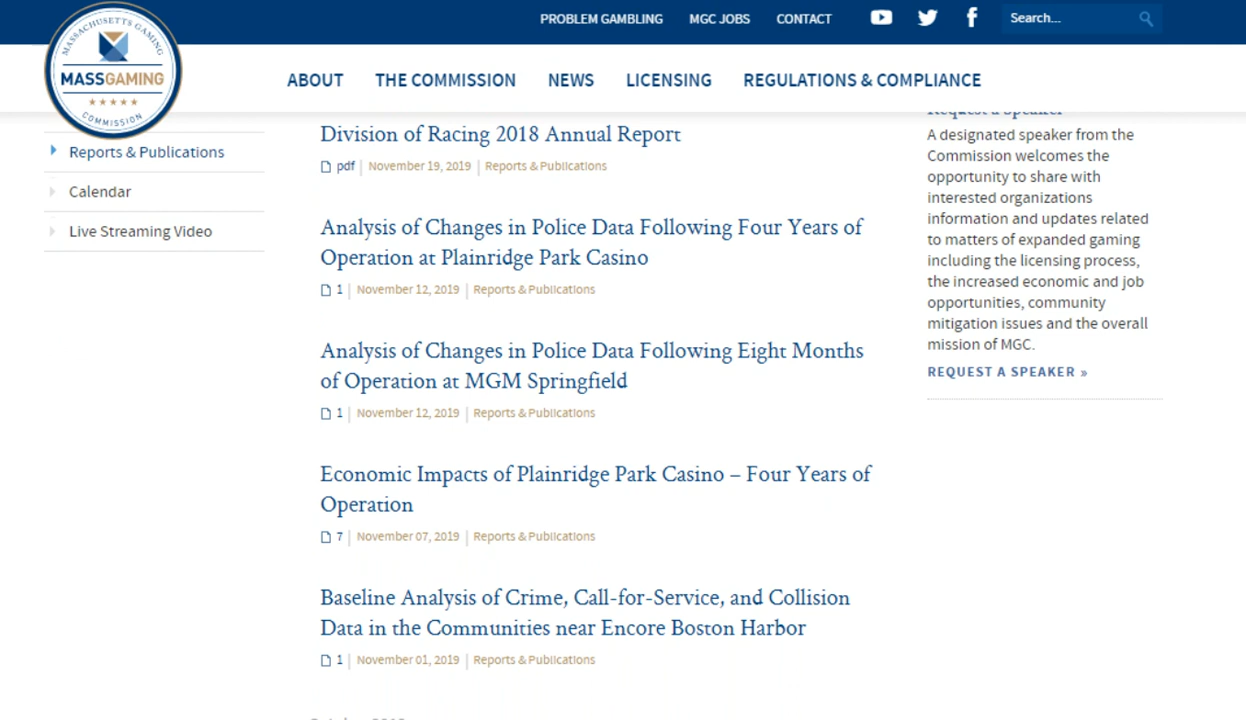 PROBLEM GAMBLING MGC JOBS CONTACT Search...
MASSACHUSETTS GAMING
MASSGAMING
COMMISSION
ABOUT THE COMMISSION NEWS LICENSING REGULATIONS & COMPLIANCE
Reports & Publications
Calendar
Live Streaming Video
Division of Racing 2018 Annual Report
pdf | November 19, 2019 | Reports & Publications
Analysis of Changes in Police Data Following Four Years of
Operation at Plainridge Park Casino
1 | November 12, 2019 | Reports & Publications
Analysis of Changes in Police Data Following Eight Months
of Operation at MGM Springfield
1 | November 12, 2019 | Reports & Publications
Economic Impacts of Plainridge Park Casino – Four Years of
Operation
7 | November 07, 2019 | Reports & Publications
Baseline Analysis of Crime, Call-for-Service, and Collision
Data in the Communities near Encore Boston Harbor
1 | November 01, 2019 | Reports & Publications
Request a Speaker
A designated speaker from the
Commission welcomes the
opportunity to share with
interested organizations
information and updates related
to matters of expanded gaming
including the licensing process,
the increased economic and job
opportunities, community
mitigation issues and the overall
mission of MGC.
REQUEST A SPEAKER »